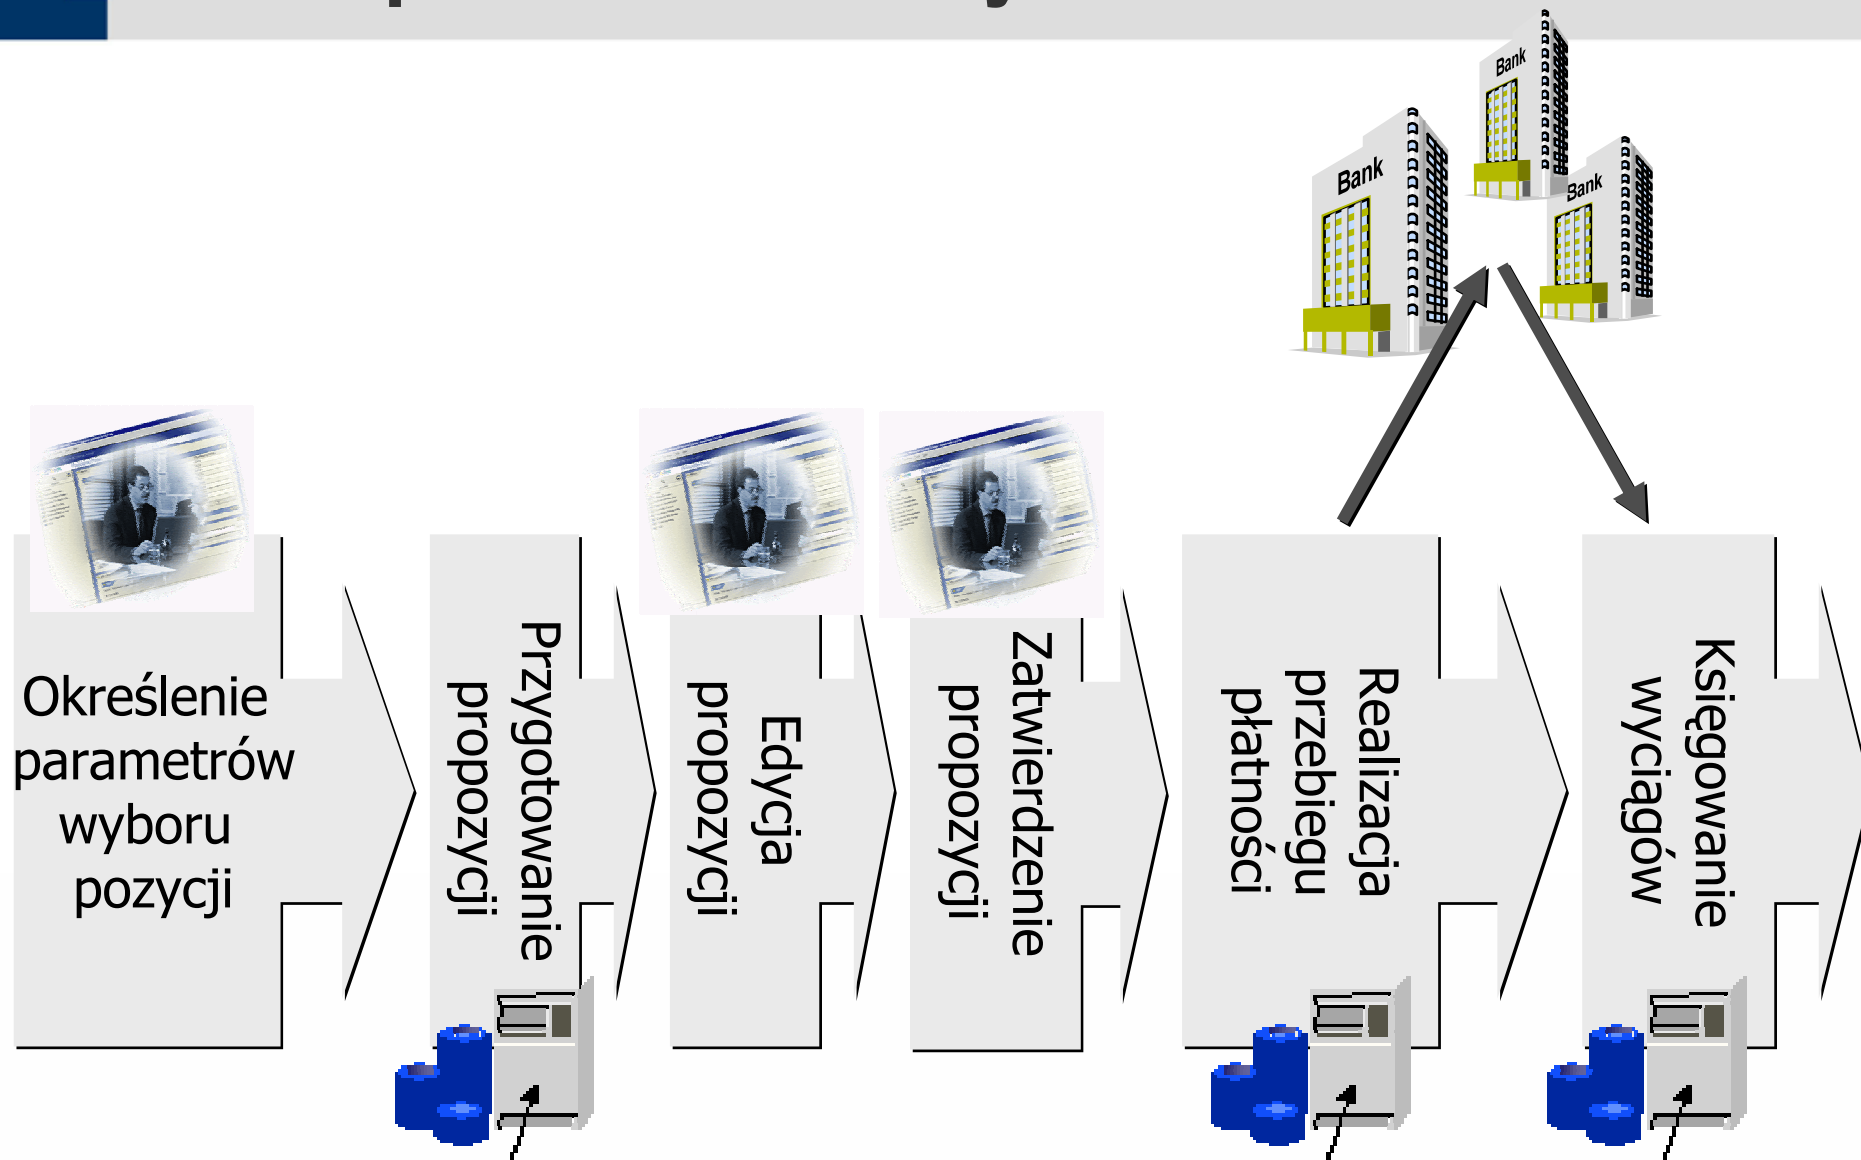 Bank
Bank
Bank
Określenie
parametrów
wyboru
pozycji
Przygotowanie
propozycji
Edycja
propozycji
Zatwierdzenie
propozycji
Realizacja
przebiegu
płatności
Księgowanie
wyciągów